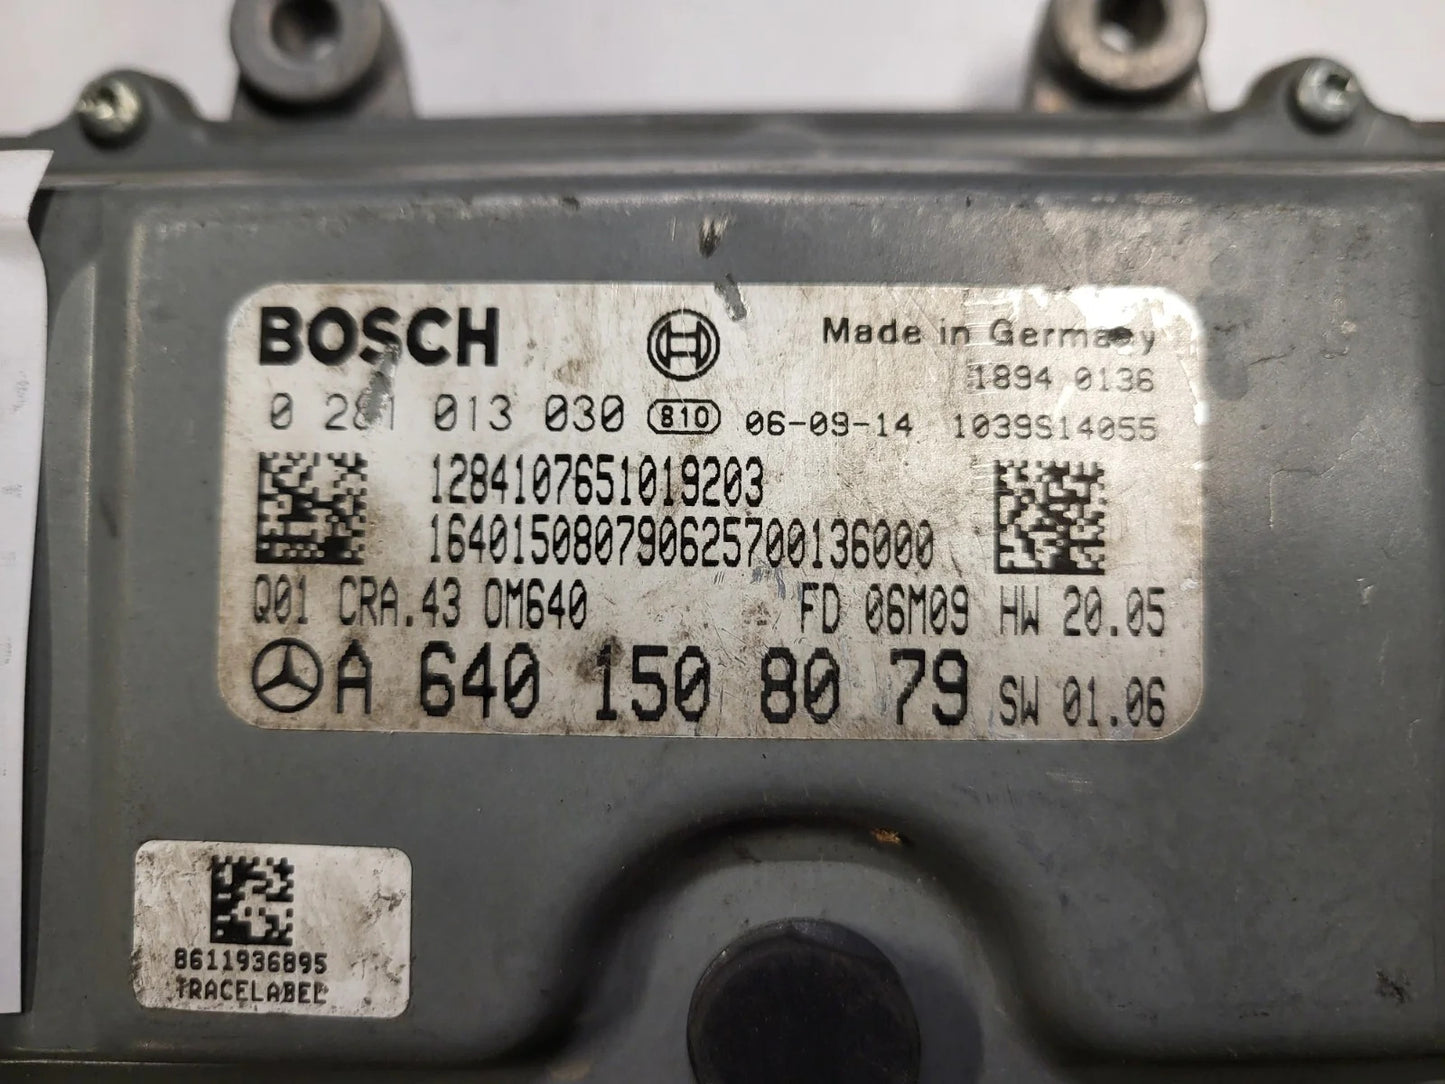 BOSCH
Made in Germany
1894 0136
0 281 013 030 810 06-09-14 1039S14055
1284107651019203
164015080790625700136000
Q01 CRA.43 OM640 FD 06M09 HW 20.05
A 640 150 80 79 SW 01.06
8611936895
TRACELABEL